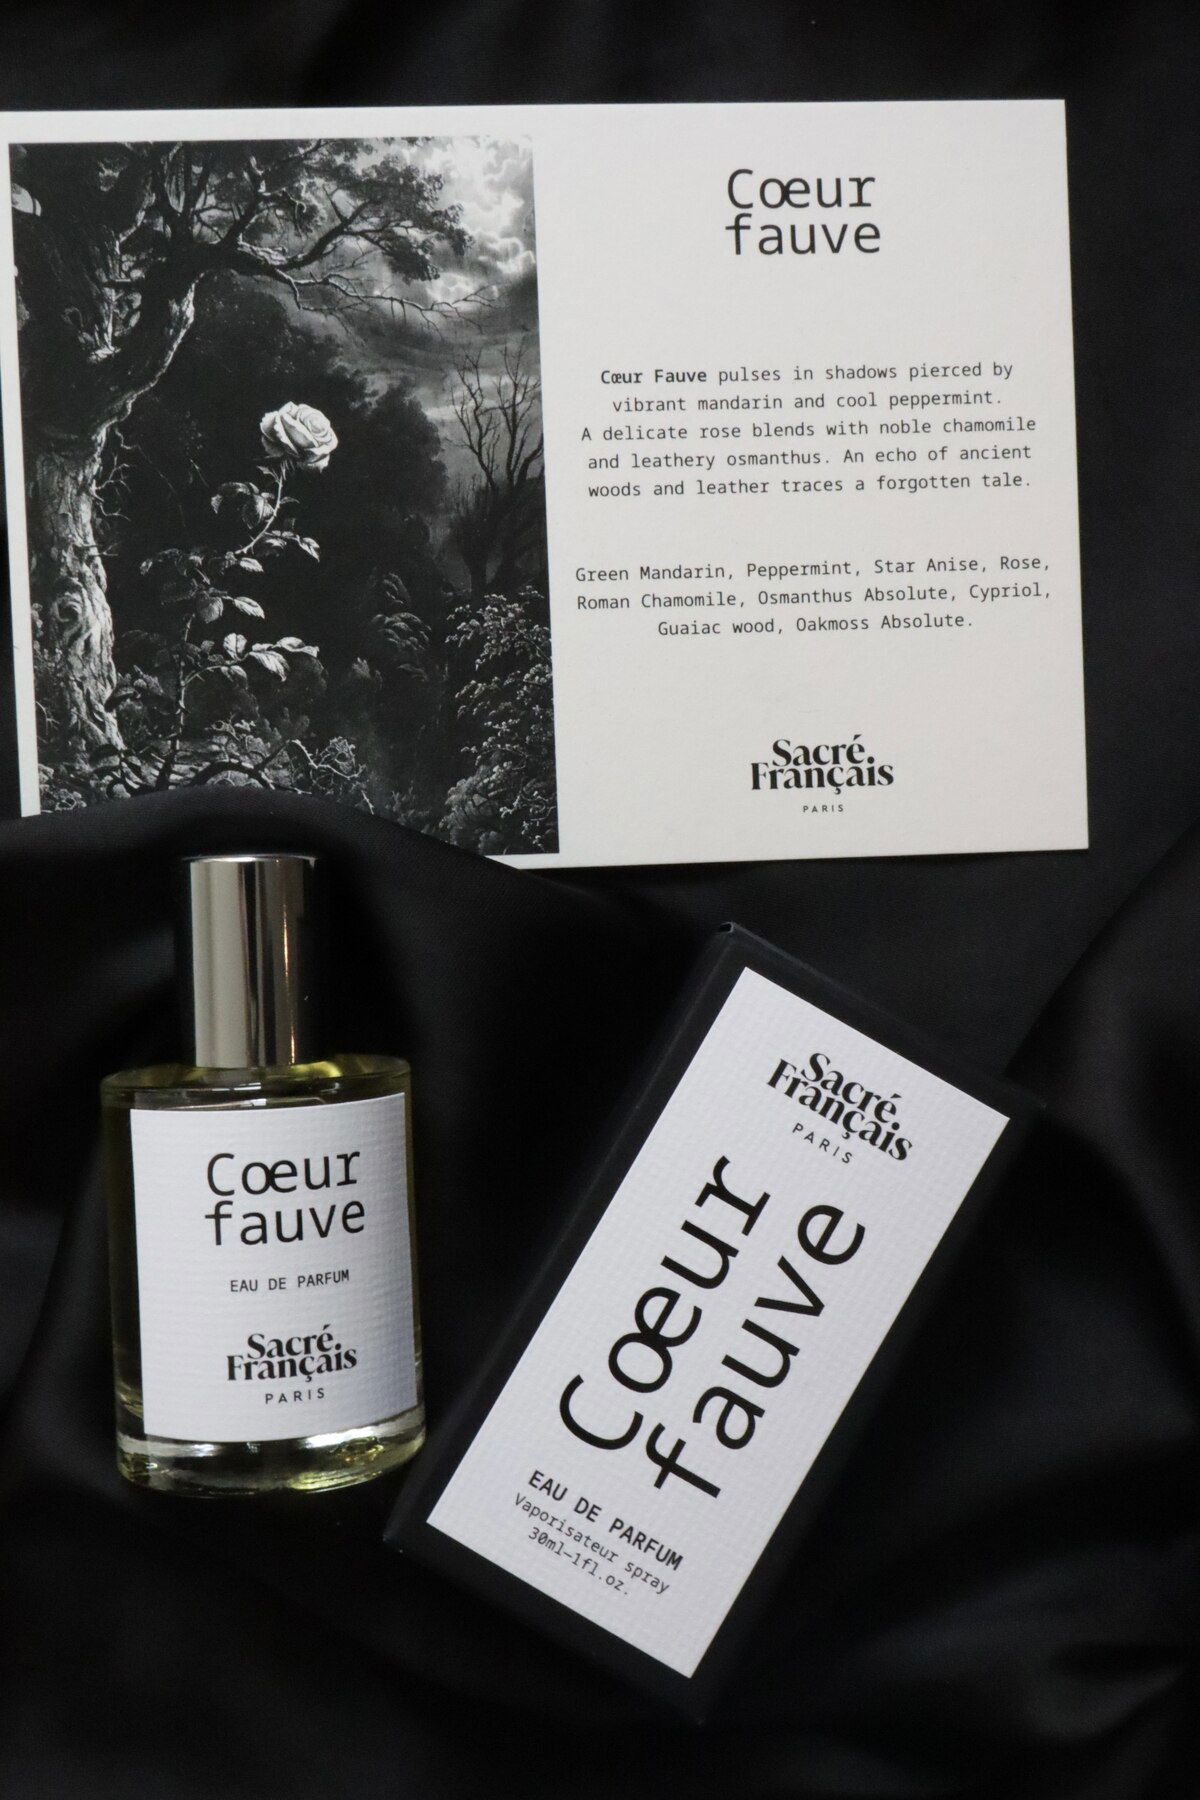 Cœur
fauve
Cœur Fauve pulses in shadows pierced by
vibrant mandarin and cool peppermint.
A delicate rose blends with noble chamomile
and leathery osmanthus. An echo of ancient
woods and leather traces a forgotten tale.
Green Mandarin, Peppermint, Star Anise, Rose,
Roman Chamomile, Osmanthus Absolute, Cypriol,
Guaiac wood, Oakmoss Absolute.
Sacré.
Français
PARIS
Cœur
fauve
EAU DE PARFUM
Sacré.
Français
PARIS
Sacré.
Français
PARIS
Cœur
fauve
EAU DE PARFUM
Vaporisateur spray
30ml—1fl.oz.